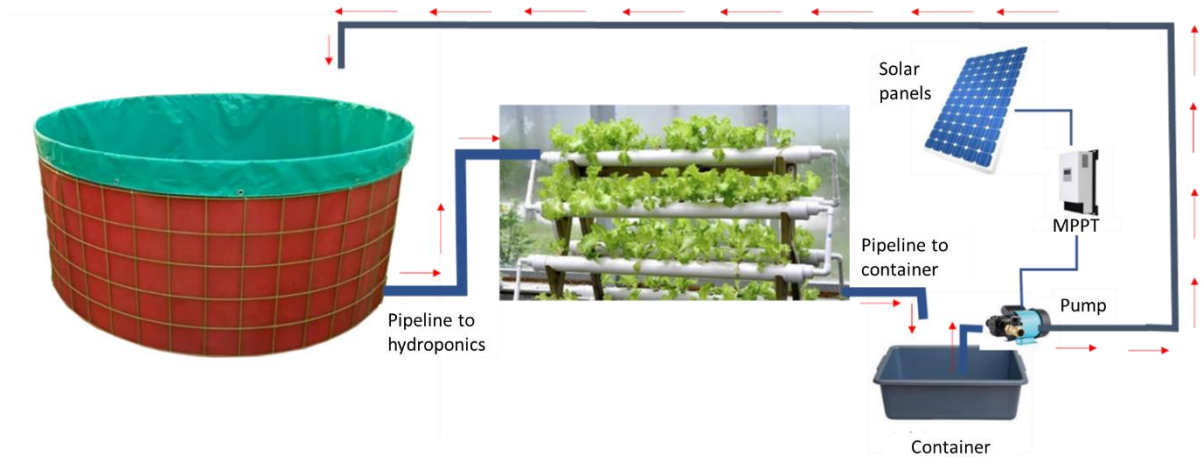 Solar
panels
MPPT
Pipeline to
container
Pump
Pipeline to
hydroponics
Container